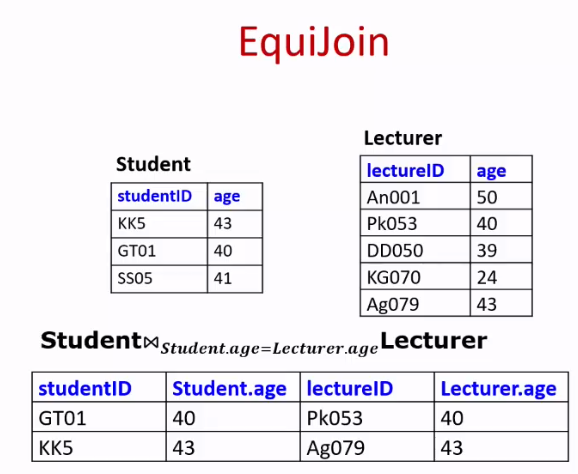 EquiJoin
Student
studentID age
KK5 43
GT01 40
SS05 41
Lecturer
lectureID age
An001 50
Pk053 40
DD050 39
KG070 24
Ag079 43
Student⋈Student.age=Lecturer.ageLecturer
studentID Student.age lectureID Lecturer.age
GT01 40 Pk053 40
KK5 43 Ag079 43